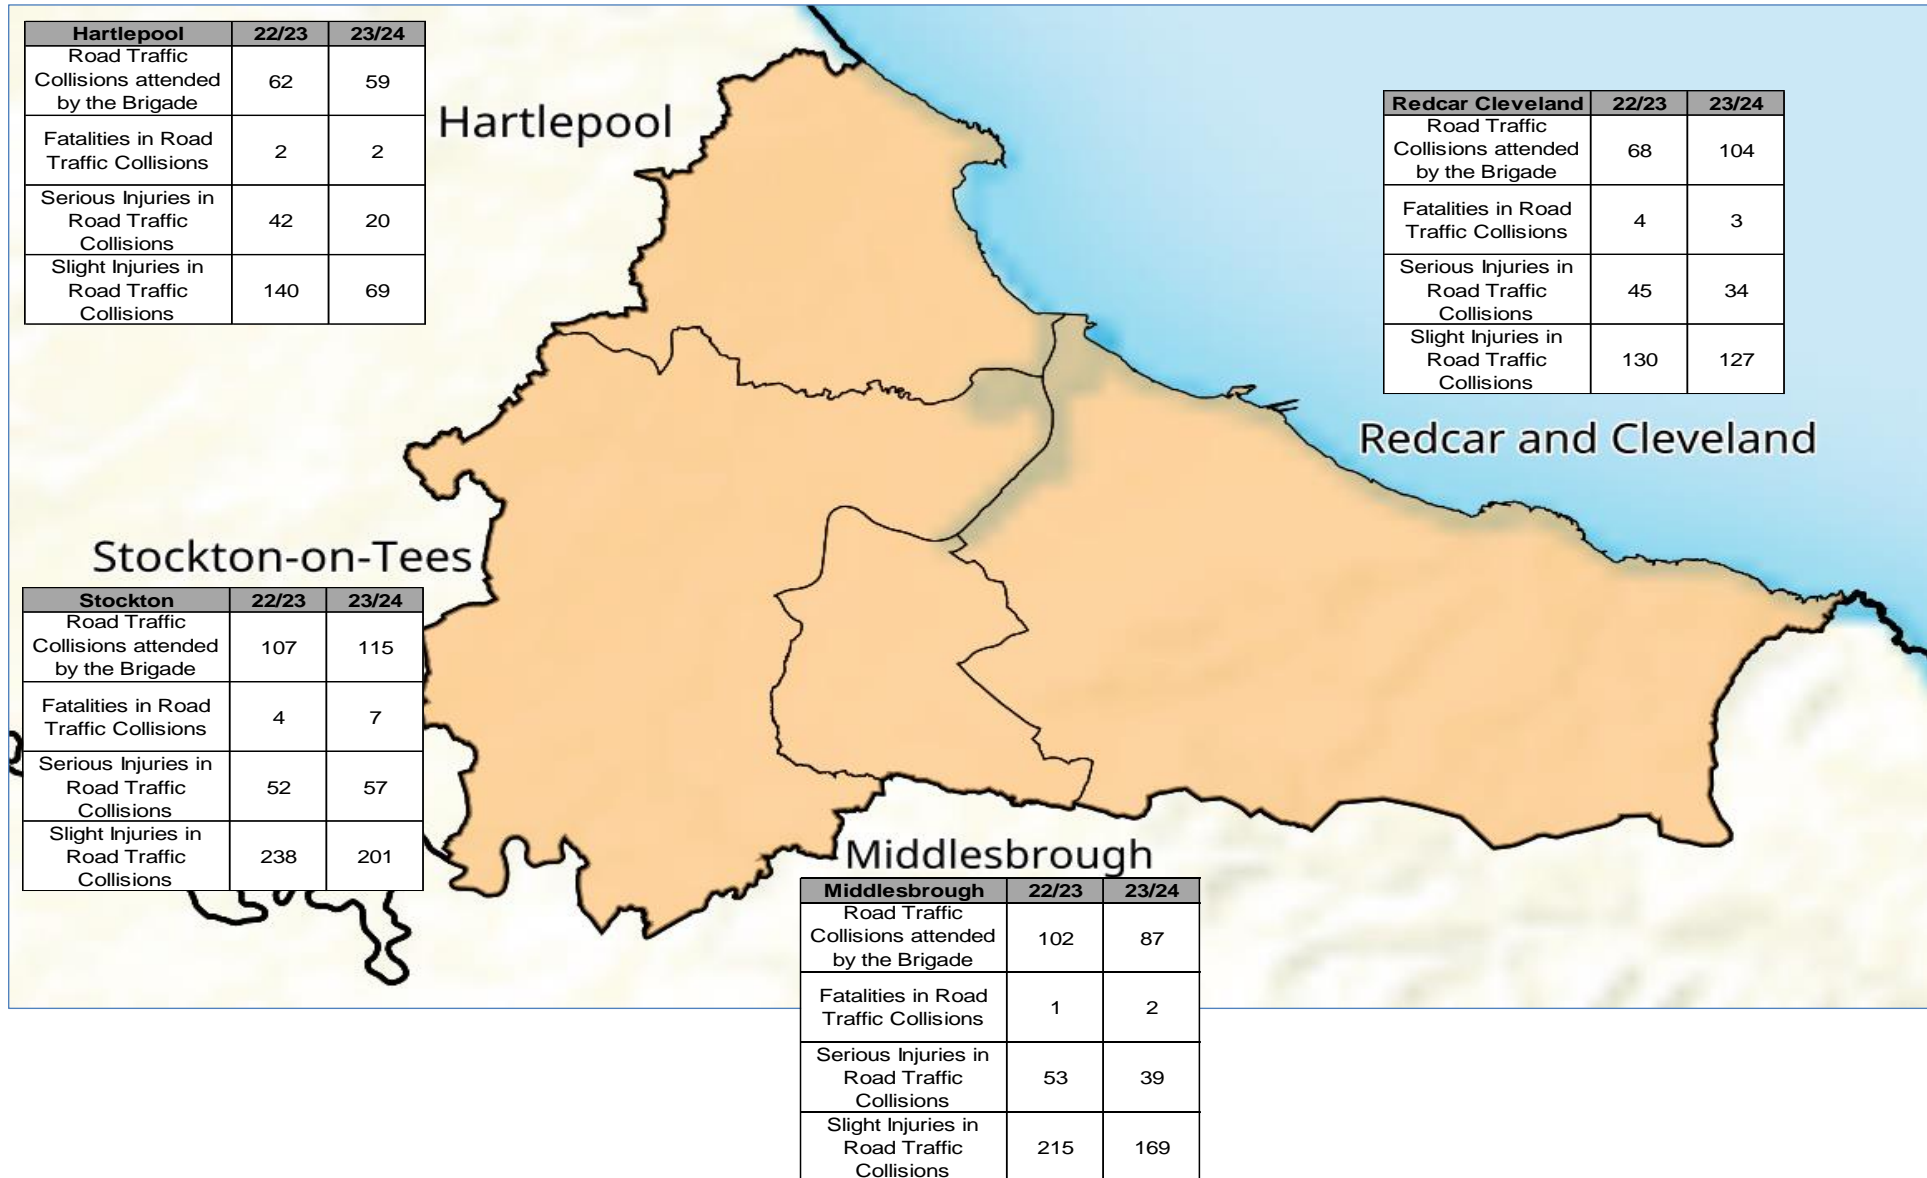 Hartlepool 22/23 23/24
Road Traffic
Collisions attended
by the Brigade
62 59
Fatalities in Road
Traffic Collisions
2 2
Serious Injuries in
Road Traffic
Collisions
42 20
Slight Injuries in
Road Traffic
Collisions
140 69
Hartlepool
Redcar Cleveland 22/23 23/24
Road Traffic
Collisions attended
by the Brigade
68 104
Fatalities in Road
Traffic Collisions
4 3
Serious Injuries in
Road Traffic
Collisions
45 34
Slight Injuries in
Road Traffic
Collisions
130 127
Redcar and Cleveland
Stockton-on-Tees
Stockton 22/23 23/24
Road Traffic
Collisions attended
by the Brigade
107 115
Fatalities in Road
Traffic Collisions
4 7
Serious Injuries in
Road Traffic
Collisions
52 57
Slight Injuries in
Road Traffic
Collisions
238 201
Middlesbrough
Middlesbrough 22/23 23/24
Road Traffic
Collisions attended
by the Brigade
102 87
Fatalities in Road
Traffic Collisions
1 2
Serious Injuries in
Road Traffic
Collisions
53 39
Slight Injuries in
Road Traffic
Collisions
215 169